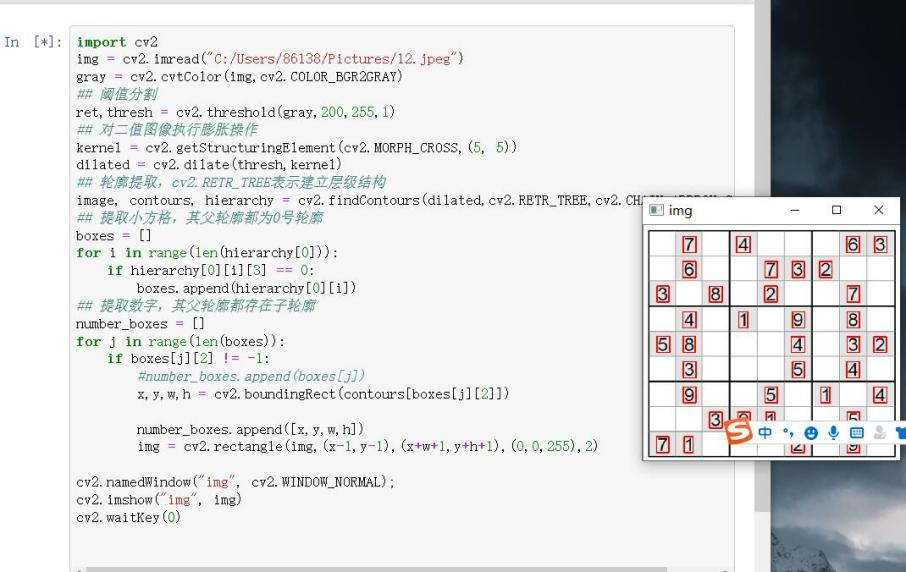 In [*]:
import cv2
img = cv2.imread("C:/Users/86138/Pictures/12.jpeg")
gray = cv2.cvtColor(img,cv2.COLOR_BGR2GRAY)
## 阈值分割
ret,thresh = cv2.threshold(gray,200,255,1)
## 对二值图像执行膨胀操作
kernel = cv2.getStructuringElement(cv2.MORPH_CROSS,(5, 5))
dilated = cv2.dilate(thresh,kernel)
## 轮廓提取，cv2.RETR_TREE表示建立层级结构
image, contours, hierarchy = cv2.findContours(dilated,cv2.RETR_TREE,cv2.
## 提取小方格，其父轮廓都为0号轮廓
boxes = []
for i in range(len(hierarchy[0])):
    if hierarchy[0][i][3] == 0:
        boxes.append(hierarchy[0][i])
## 提取数字，其父轮廓都存在子轮廓
number_boxes = []
for j in range(len(boxes)):
    if boxes[j][2] != -1:
        #number_boxes.append(boxes[j])
        x,y,w,h = cv2.boundingRect(contours[boxes[j][2]])
        number_boxes.append([x,y,w,h])
        img = cv2.rectangle(img,(x-1,y-1),(x+w+1,y+h+1),(0,0,255),2)
cv2.namedWindow("img", cv2.WINDOW_NORMAL);
cv2.imshow("img", img)
cv2.waitKey(0)
img
7 4 6 3
6 7 3 2
3 8 2 7
4 1 9 8
5 8 4 3 2
3 5 4
9 5 1 4
3 1 5
7 1 2 9
中